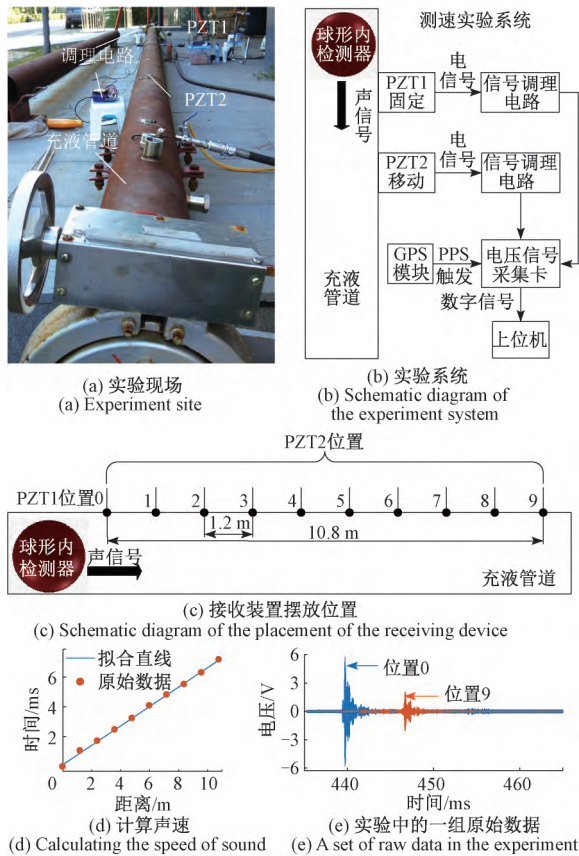 PZT1
调理电路
PZT2
充液管道
(a) 实验现场
(a) Experiment site
测速实验系统
球形内
检测器
声信号
PZT1
固定
电
信号
信号调理
电路
PZT2
移动
电
信号
信号调理
电路
GPS
模块
PPS
触发
电压信号
采集卡
数字信号
上位机
充液
管道
(b) 实验系统
(b) Schematic diagram of
the experiment system
PZT2位置
PZT1位置0 1 2 3 4 5 6 7 8 9
1.2 m
10.8 m
球形内
检测器
声信号
充液管道
(c) 接收装置摆放位置
(c) Schematic diagram of the placement of the receiving device
拟合直线
原始数据
时间/ms
6
4
2
0 2 4 6 8 10
距离/m
(d) 计算声速
(d) Calculating the speed of sound
位置0
位置9
电压/V
6
3
0
-3
-6
440 450 460
时间/ms
(e) 实验中的一组原始数据
(e) A set of raw data in the experiment